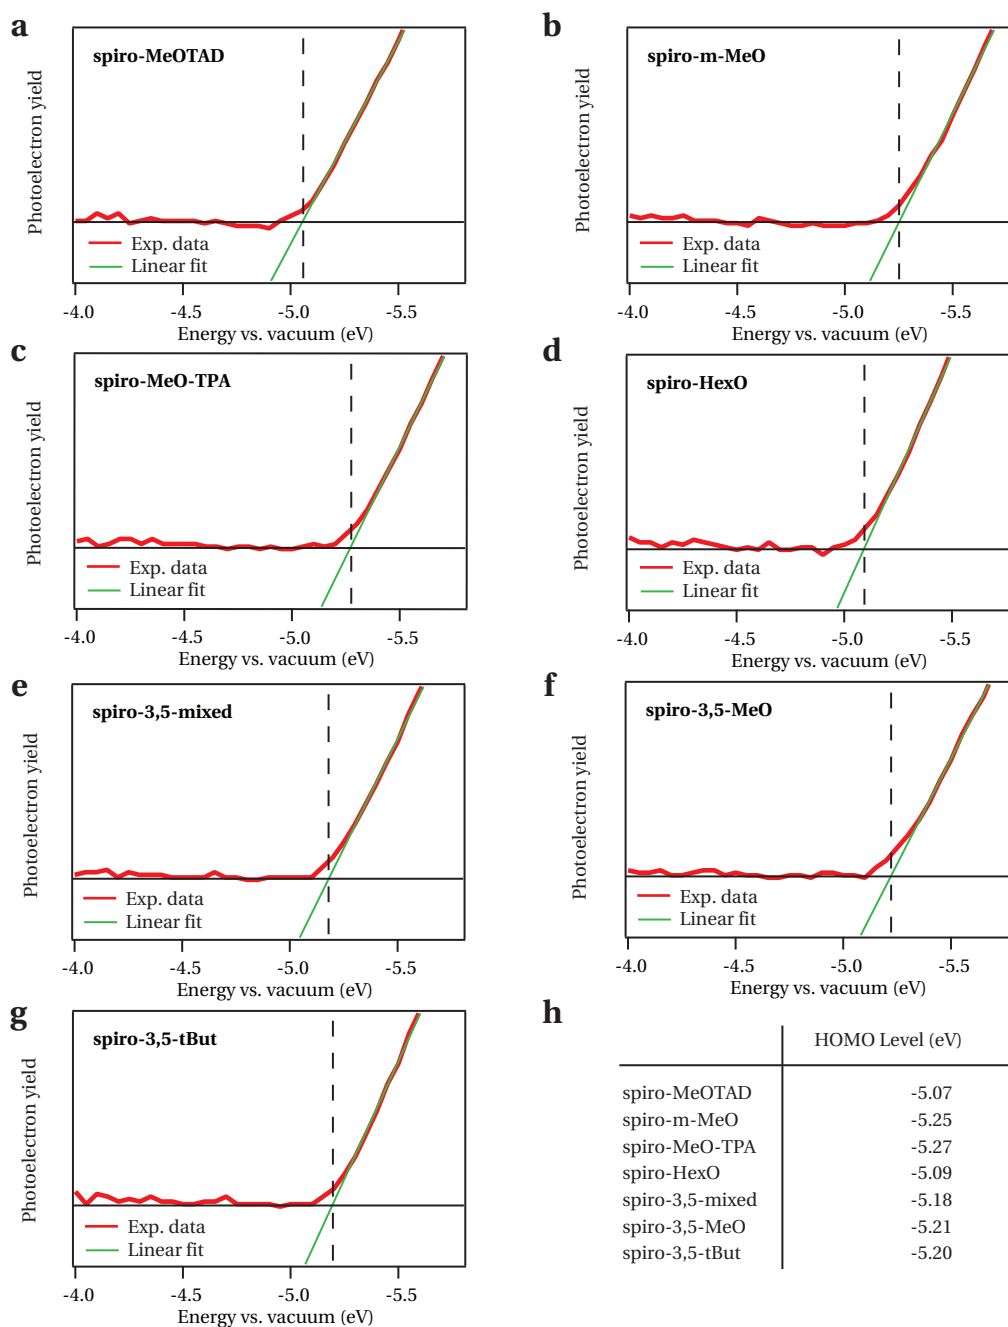 a
spiro-MeOTAD
Photoelectron yield
Exp. data
Linear fit
-4.0 -4.5 -5.0 -5.5
Energy vs. vacuum (eV)
b
spiro-m-MeO
Photoelectron yield
Exp. data
Linear fit
-4.0 -4.5 -5.0 -5.5
Energy vs. vacuum (eV)
c
spiro-MeO-TPA
Photoelectron yield
Exp. data
Linear fit
-4.0 -4.5 -5.0 -5.5
Energy vs. vacuum (eV)
d
spiro-HexO
Photoelectron yield
Exp. data
Linear fit
-4.0 -4.5 -5.0 -5.5
Energy vs. vacuum (eV)
e
spiro-3,5-mixed
Photoelectron yield
Exp. data
Linear fit
-4.0 -4.5 -5.0 -5.5
Energy vs. vacuum (eV)
f
spiro-3,5-MeO
Photoelectron yield
Exp. data
Linear fit
-4.0 -4.5 -5.0 -5.5
Energy vs. vacuum (eV)
g
spiro-3,5-tBut
Photoelectron yield
Exp. data
Linear fit
-4.0 -4.5 -5.0 -5.5
Energy vs. vacuum (eV)
h
HOMO Level (eV)
spiro-MeOTAD -5.07
spiro-m-MeO -5.25
spiro-MeO-TPA -5.27
spiro-HexO -5.09
spiro-3,5-mixed -5.18
spiro-3,5-MeO -5.21
spiro-3,5-tBut -5.20